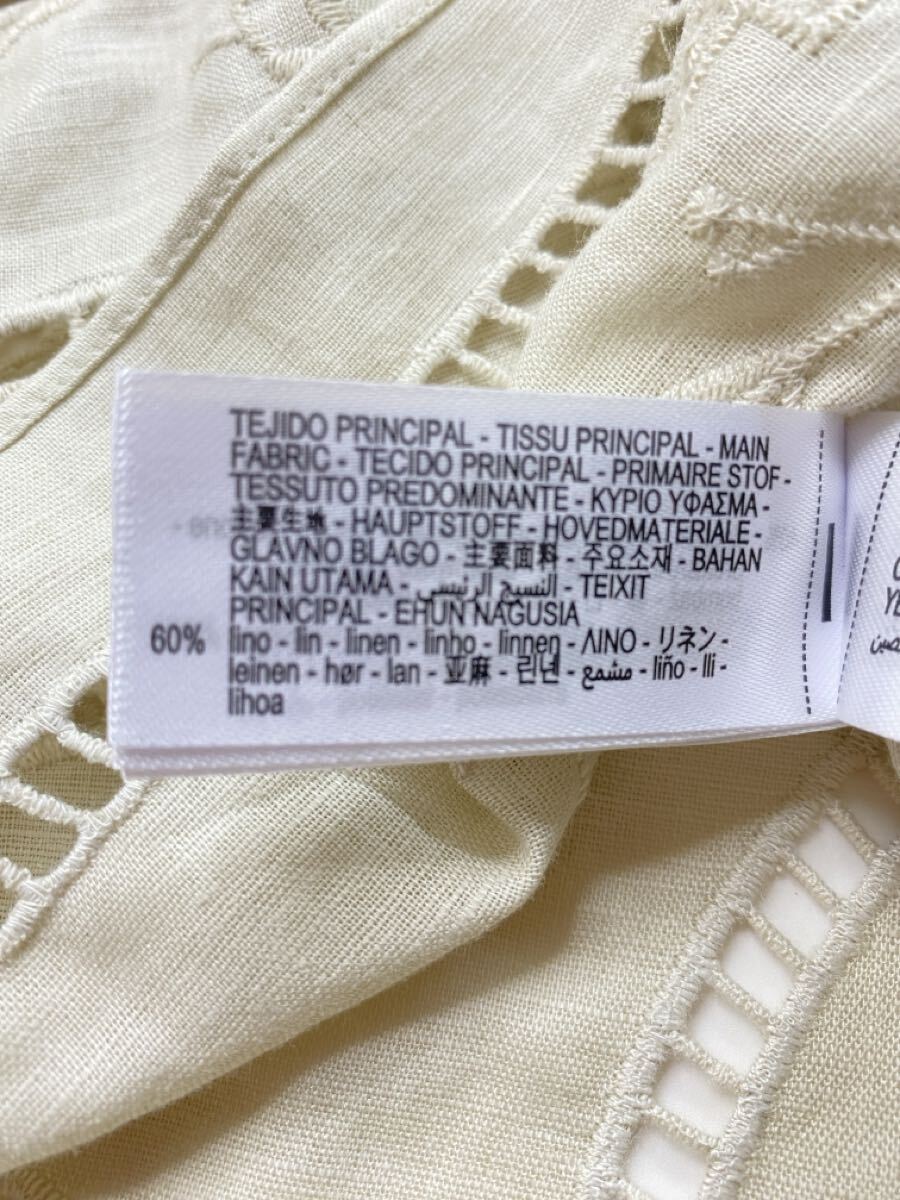 TEJIDO PRINCIPAL - TISSU PRINCIPAL - MAIN
FABRIC - TECIDO PRINCIPAL - PRIMAIRE STOF -
TESSUTO PREDOMINANTE - ΚΥΡΙΟ ΥΦΑΣΜΑ -
主要生地 - HAUPTSTOFF - HOVEDMATERIALE -
GLAVNO BLAGO - 主要面料 - 주요소재 - BAHAN
KAIN UTAMA - النسيج الرئيسي - TEIXIT
PRINCIPAL - EHUN NAGUSIA
60% lino - lin - linen - linho - linnen - ΛΙΝΟ - リネン -
leinen - hør - lan - 亚麻 - 린넨 - مشمع - liño - lli -
lihoa